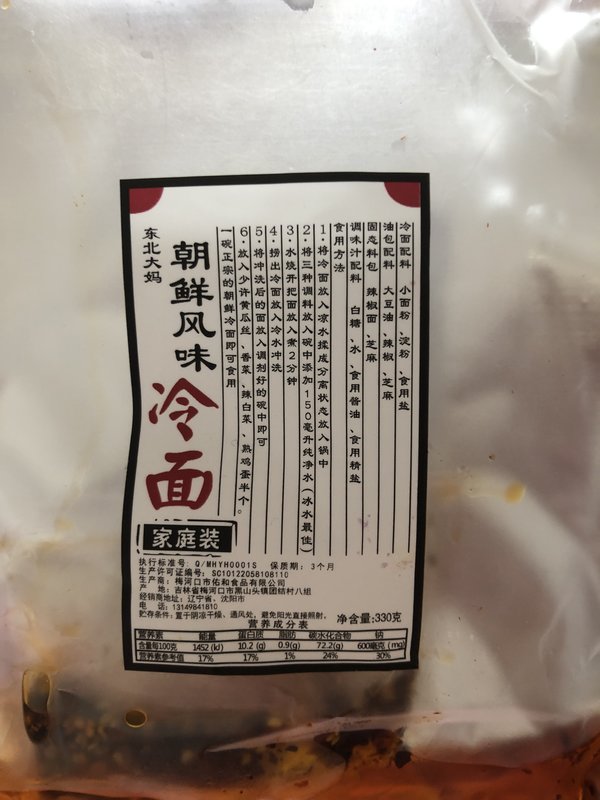 冷面配料 小面粉、淀粉、食用盐
油包配料 大豆油、辣椒、芝麻
固态料包 辣椒面、芝麻
调味汁配料 白糖、水、食用酱油、食用精盐
食用方法
1·将冷面放入凉水揉成分离状态放入锅中
2·将三种调料放入碗中添加150毫升纯净水(冰水最佳)
3·水烧开把面放入煮2分钟
4·捞出冷面放入冷水冲洗
5·将冲洗后的面放入调剂好的碗中即可
6·放入少许黄瓜丝、香菜、辣白菜、熟鸡蛋半个。
一碗正宗的朝鲜冷面即可食用
朝鲜风味冷面
东北大妈
家庭装
执行标准号: Q/MHYH0001S 保质期: 3个月
生产许可证编号: SC10122058108110
生产商: 梅河口市佑和食品有限公司
产 地: 吉林省梅河口市黑山头镇团结村八组
经销商地址: 辽宁省, 沈阳市
电 话: 13149841810
贮存条件: 置于阴凉干燥、通风处, 避免阳光直接照射.
净含量:330克
营养成分表
营养素 能量 蛋白质 脂肪 碳水化合物 钠
含量每100克 1452(kJ) 10.2(g) 0.9(g) 72.2(g) 600毫克(mg)
营养素参考值 17% 17% 1% 24% 30%